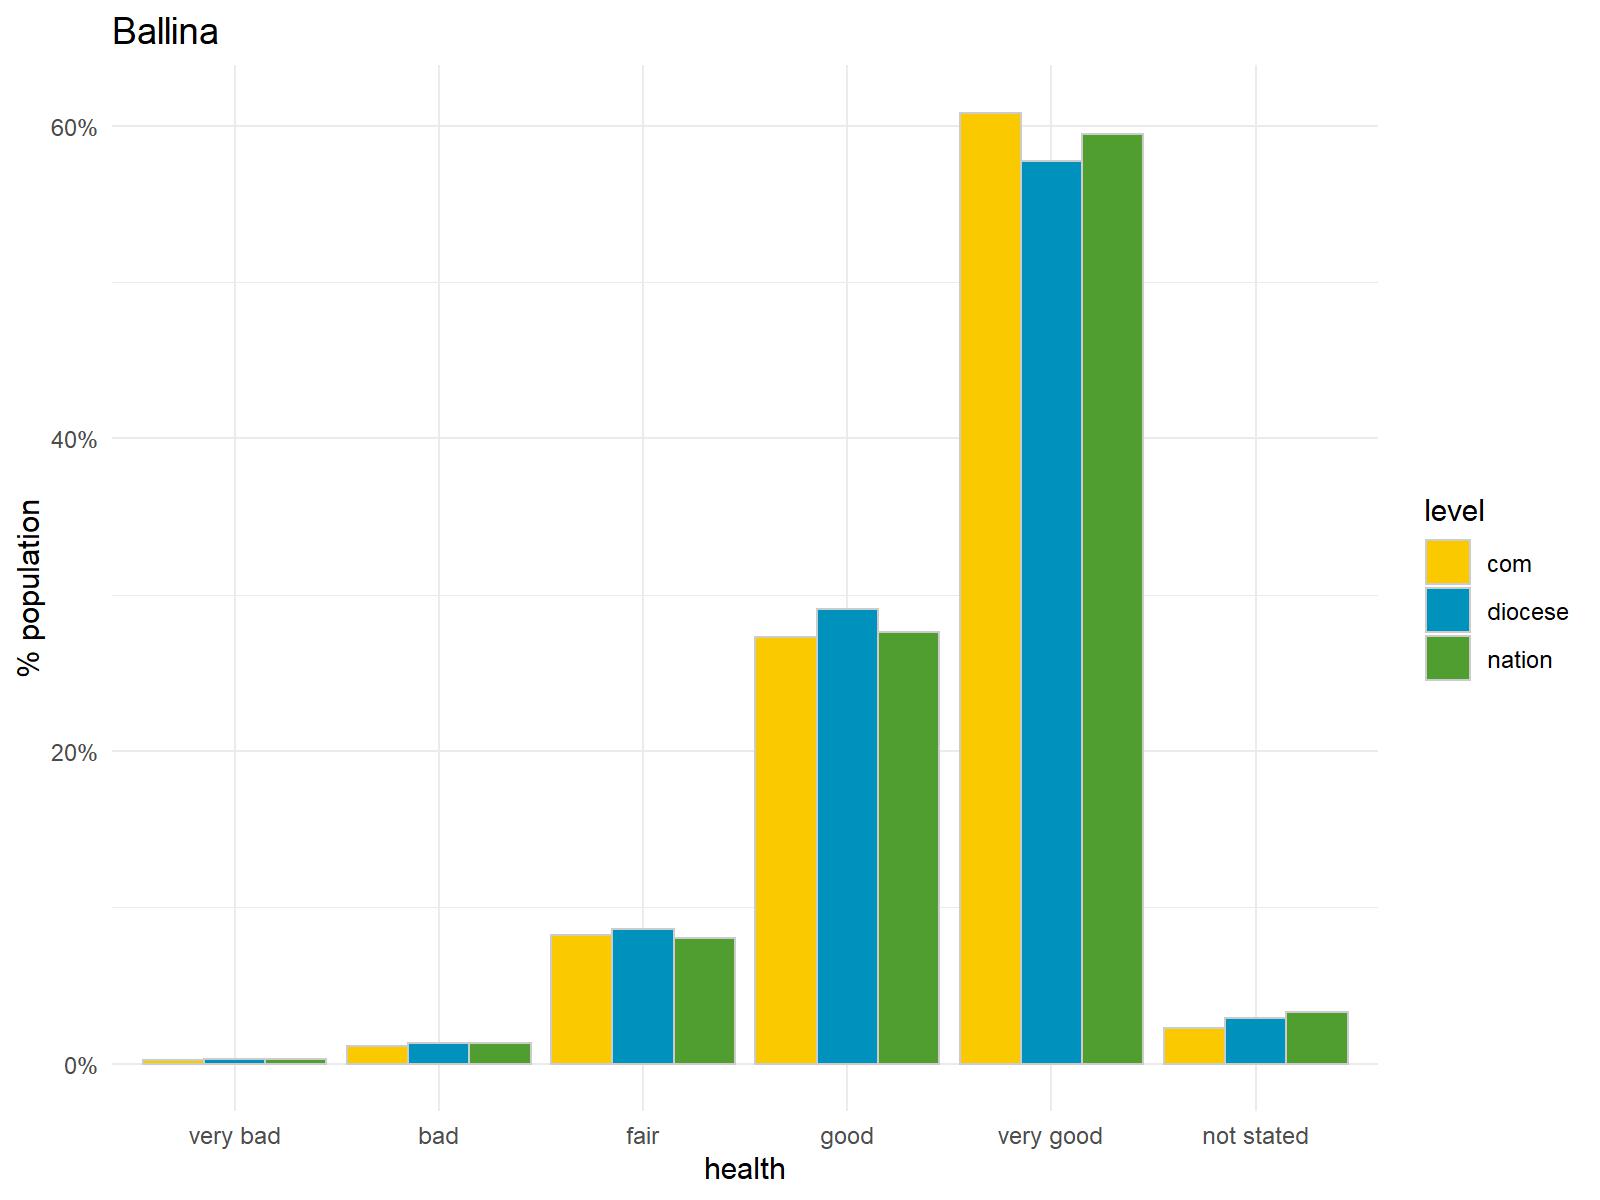 Ballina
60%
40%
20%
0%
% population
very bad bad fair good very good not stated
health
level
com
diocese
nation